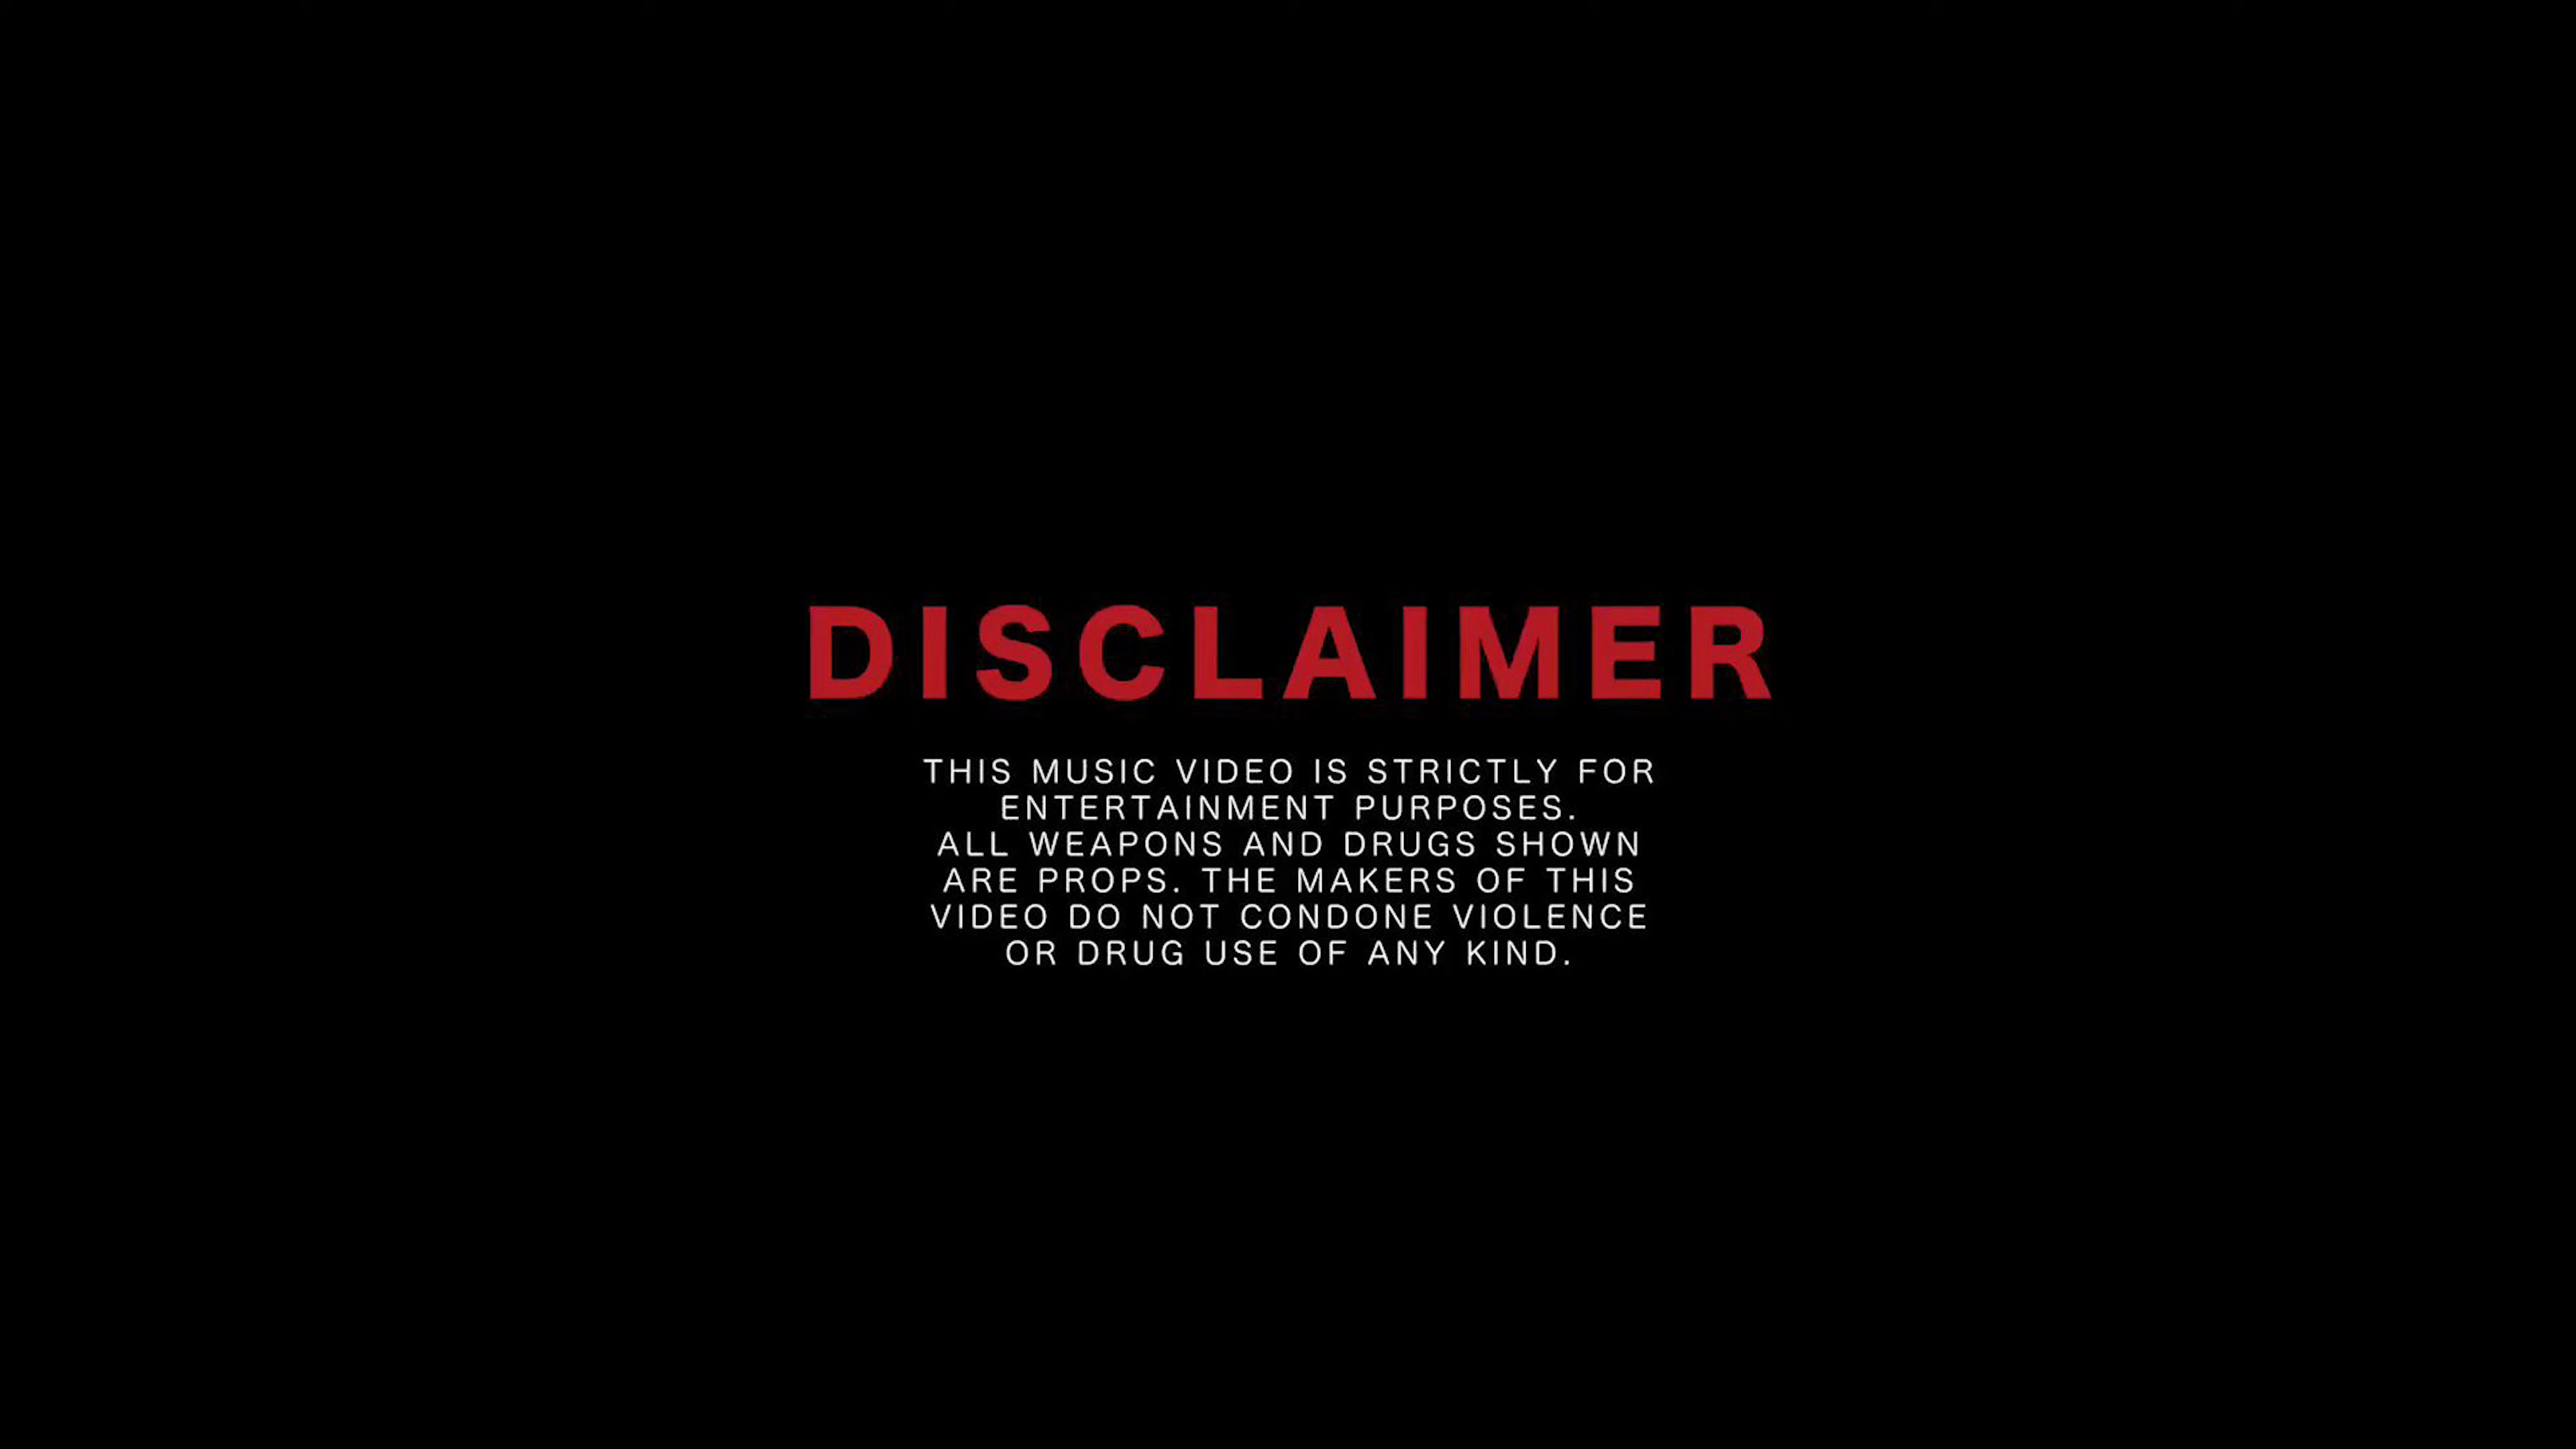 DISCLAIMER
THIS MUSIC VIDEO IS STRICTLY FOR
ENTERTAINMENT PURPOSES.
ALL WEAPONS AND DRUGS SHOWN
ARE PROPS. THE MAKERS OF THIS
VIDEO DO NOT CONDONE VIOLENCE
OR DRUG USE OF ANY KIND.